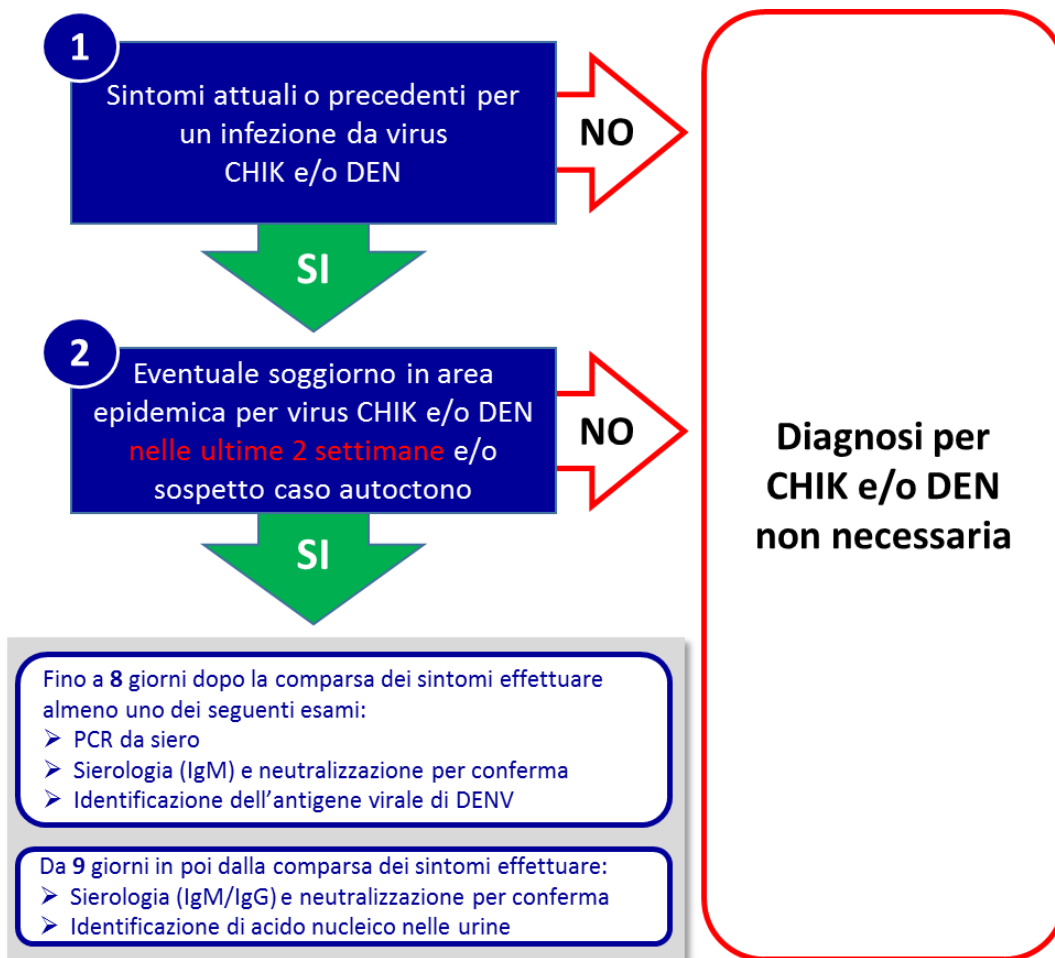 1
Sintomi attuali o precedenti per
un infezione da virus
CHIK e/o DEN
NO
SI
2
Eventuale soggiorno in area
epidemica per virus CHIK e/o DEN
nelle ultime 2 settimane e/o
sospetto caso autoctono
NO
SI
Diagnosi per
CHIK e/o DEN
non necessaria
Fino a 8 giorni dopo la comparsa dei sintomi effettuare
almeno uno dei seguenti esami:
➢ PCR da siero
➢ Sierologia (IgM) e neutralizzazione per conferma
➢ Identificazione dell’antigene virale di DENV
Da 9 giorni in poi dalla comparsa dei sintomi effettuare:
➢ Sierologia (IgM/IgG) e neutralizzazione per conferma
➢ Identificazione di acido nucleico nelle urine